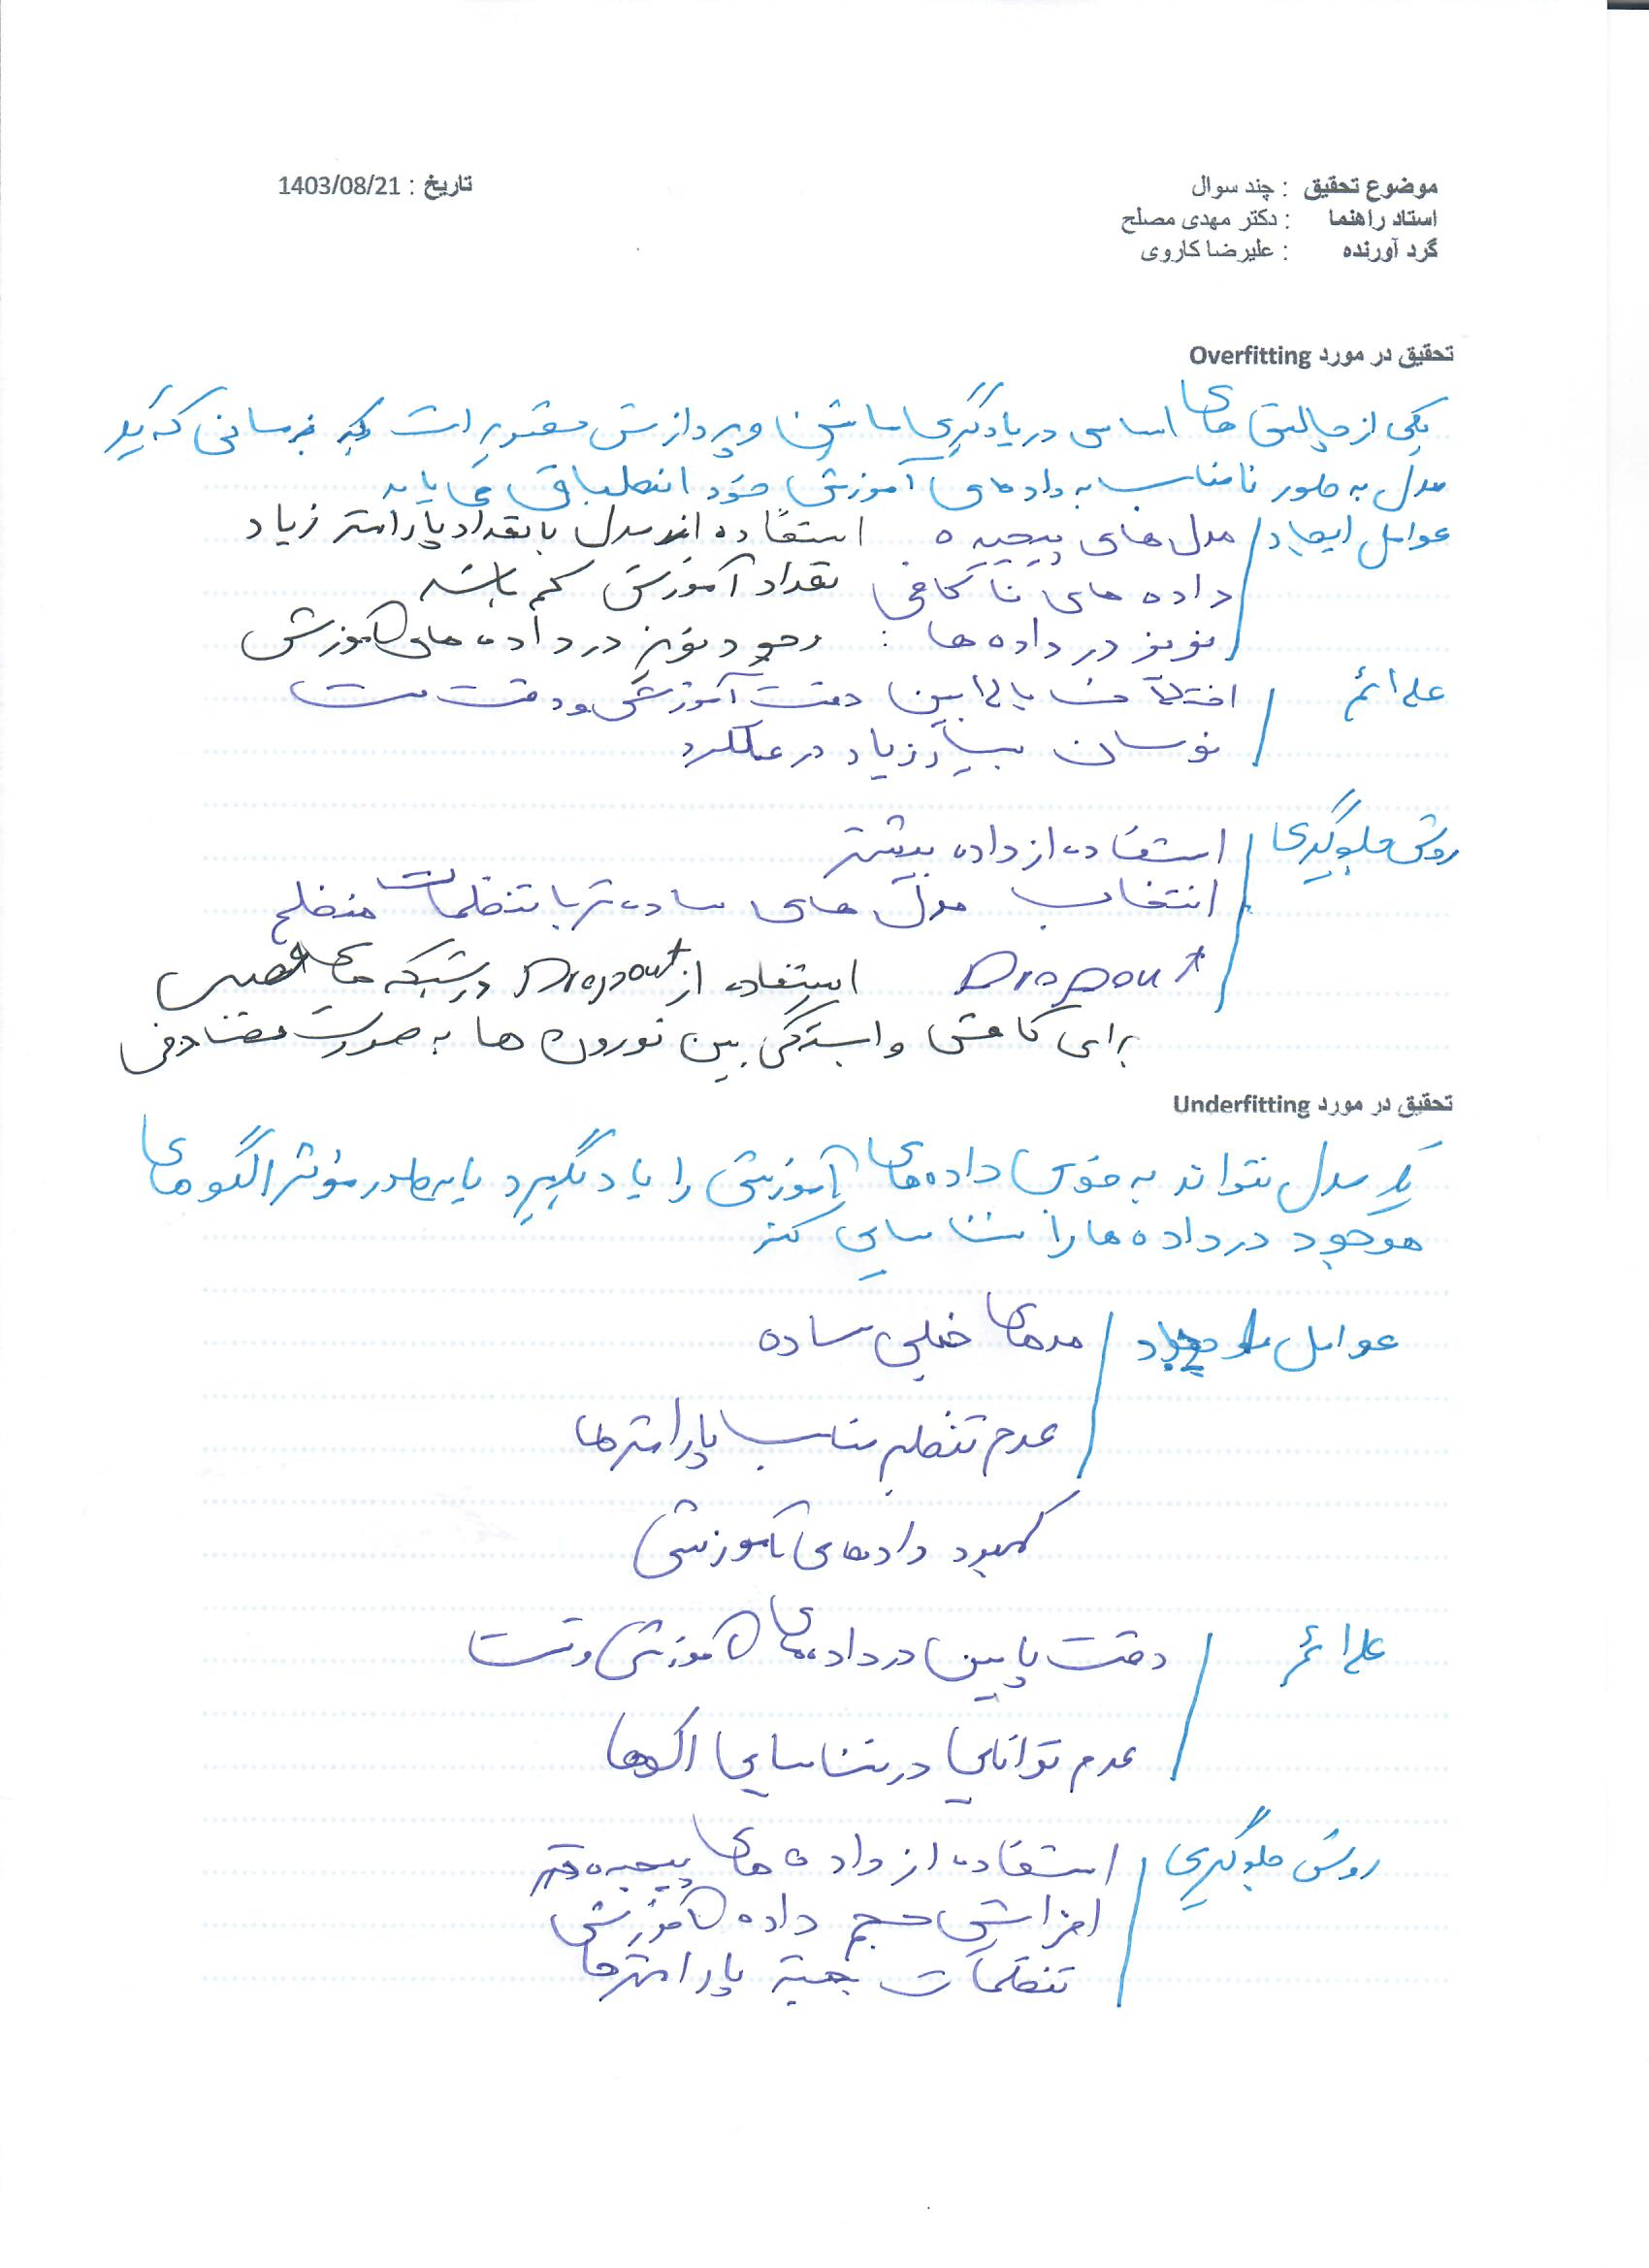 موضوع تحقیق : چند سوال
تاریخ : 1403/08/21
استاد راهنما : دکتر مهدی مصلح
گرد آورنده : علیرضا کاروی
تحقیق در مورد Overfitting
یکی از چالش های اساسی در یادگیری ماشین و پردازش تصویر است زمانی که یک
مدل به طور نامناسب به داده های آموزشی خود انطباق می یابد
عوامل ایجاد / مدل های پیچیده استفاده از مدل با تعداد پارامتر زیاد
داده های ناکافی تعداد آموزش کم باشد
نویز در داده ها : وجود نویز در داده های آموزش
علائم / اختلاف بالا بین دقت آموزشی و دقت تست
نوسان بسیار زیاد در عملکرد
روش جلوگیری / استفاده از داده بیشتر
انتخاب مدل های ساده تر با تنظیمات منظم
Dropout استفاده از Dropout در شبکه های عصبی
برای کاهش وابستگی بین نورون ها به صورت تصادفی
تحقیق در مورد Underfitting
یک مدل نتواند به خوبی داده های آموزشی را یاد بگیرد یا به طور موثر الگو های
موجود در داده ها را شناسایی کند
عوامل / مدهای خیلی ساده
عدم تنظیم مناسب پارامترها
کمبود داده های آموزشی
علائم / دقت پایین در داده های آموزشی و تست
عدم توانایی در شناسایی الگوها
روش جلوگیری / استفاده از داده های پیچیده تر
افزایش حجم داده آموزشی
تنظیمات بهینه پارامترها